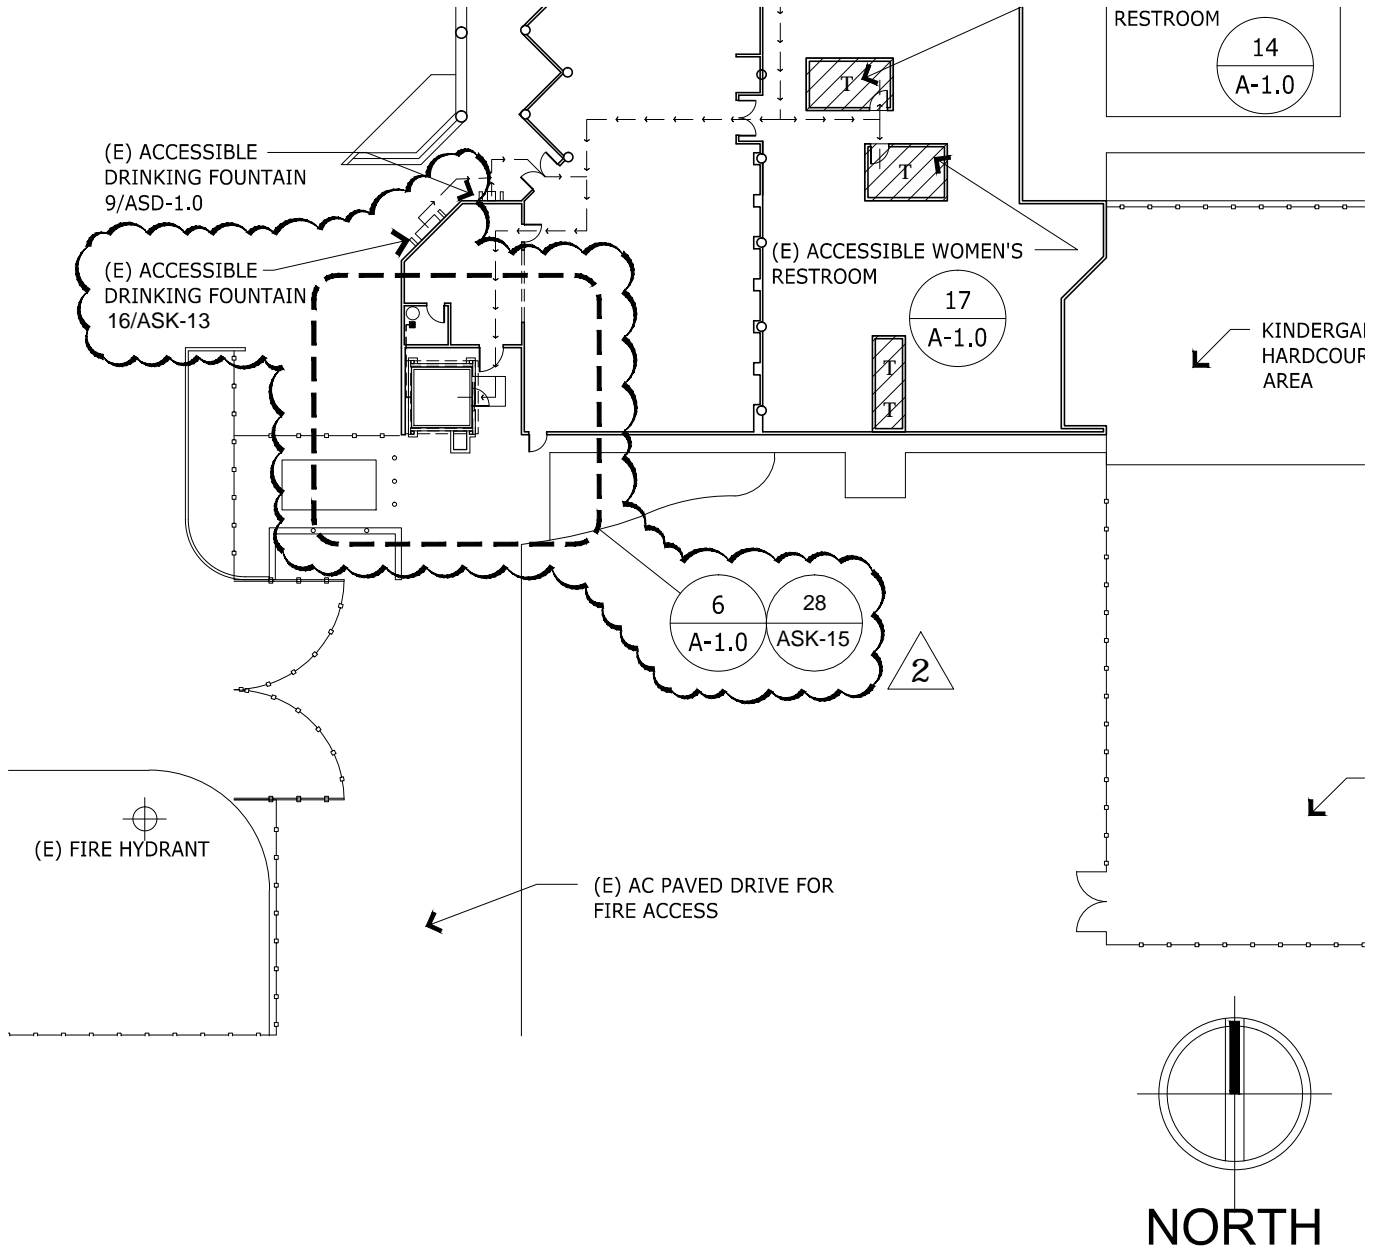 RESTROOM
14
A-1.0
T
(E) ACCESSIBLE
DRINKING FOUNTAIN
9/ASD-1.0
T
(E) ACCESSIBLE WOMEN'S
RESTROOM
(E) ACCESSIBLE
DRINKING FOUNTAIN
16/ASK-13
17
A-1.0
KINDERGA
HARDCOUR
AREA
T
T
6
A-1.0
28
ASK-15
2
(E) FIRE HYDRANT
(E) AC PAVED DRIVE FOR
FIRE ACCESS
NORTH